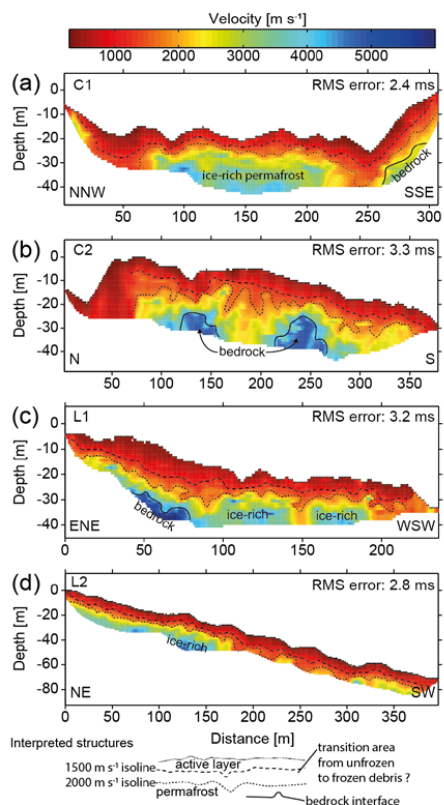 Velocity [m s⁻¹]
1000 2000 3000 4000 5000
(a) C1 RMS error: 2.4 ms
Depth [m]
0
-10
-20
-30
-40
ice-rich permafrost
bedrock
NNW SSE
50 100 150 200 250 300
(b) C2 RMS error: 3.3 ms
Depth [m]
0
-10
-20
-30
-40
bedrock
N S
0 50 100 150 200 250 300 350
(c) L1 RMS error: 3.2 ms
Depth [m]
0
-10
-20
-30
-40
bedrock
ice-rich ice-rich
ENE WSW
0 50 100 150 200
(d) L2 RMS error: 2.8 ms
Depth [m]
0
-20
-40
-60
-80
ice-rich
NE SW
0 50 100 150 200 250 300 350
Distance [m]
Interpreted structures
active layer
1500 m s⁻¹ isoline
2000 m s⁻¹ isoline
permafrost
transition area
from unfrozen
to frozen debris ?
bedrock interface